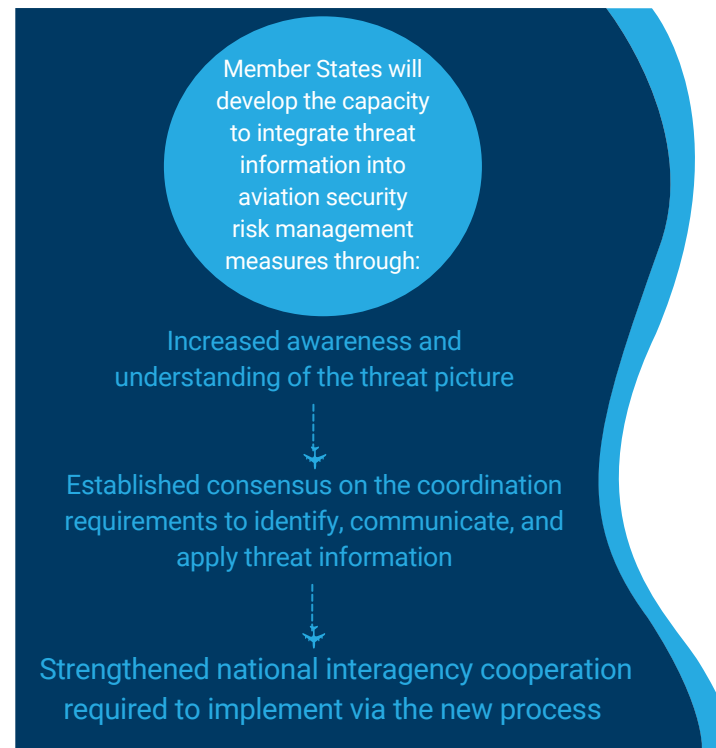 Member States will
develop the capacity
to integrate threat
information into
aviation security
risk management
measures through:
Increased awareness and
understanding of the threat picture
Established consensus on the coordination
requirements to identify, communicate, and
apply threat information
Strengthened national interagency cooperation
required to implement via the new process